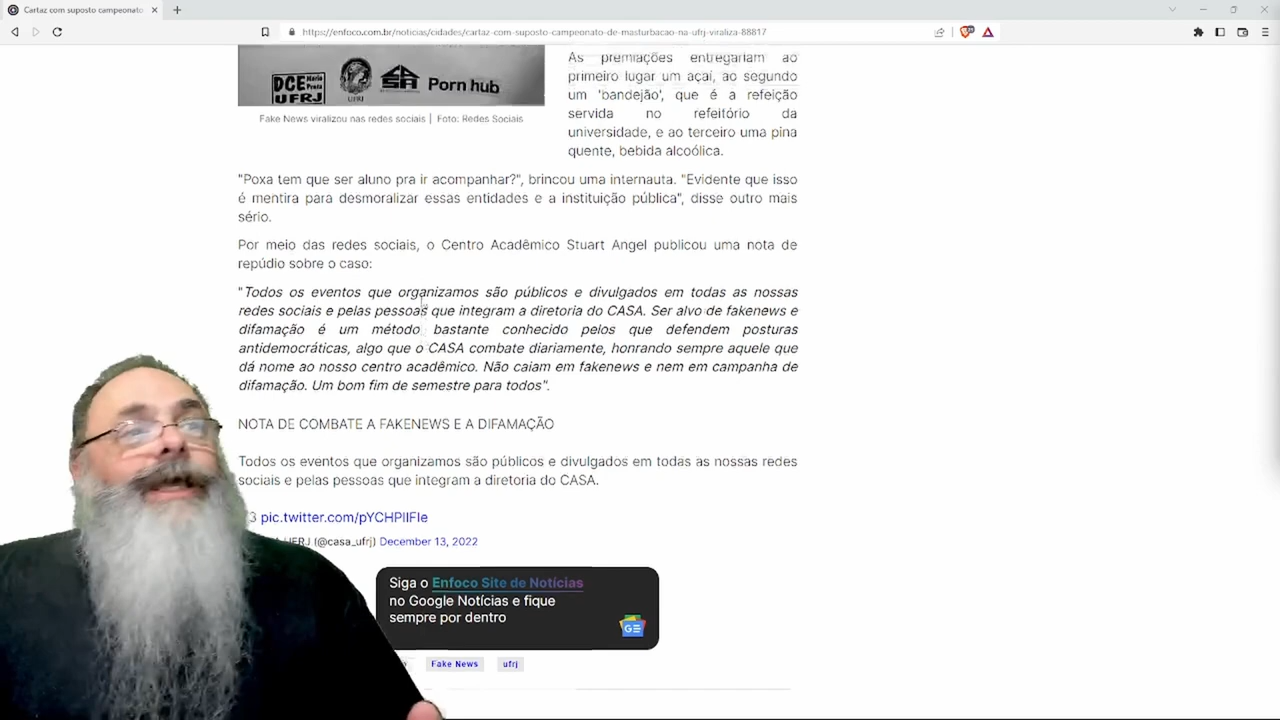 Cartaz com suposto campeonato
https://enfoco.com.br/noticias/cidades/cartaz-com-suposto-campeonato-de-masturbacao-na-ufrj-viraliza-88817
DCE Mário
Prata
UFRJ
UFRJ
Porn hub
Fake News viralizou nas redes sociais | Foto: Redes Sociais
As premiações entregariam ao
primeiro lugar um açaí, ao segundo
um 'bandejão', que é a refeição
servida no refeitório da
universidade, e ao terceiro uma pina
quente, bebida alcoólica.
"Poxa tem que ser aluno pra ir acompanhar?", brincou uma internauta. "Evidente que isso
é mentira para desmoralizar essas entidades e a instituição pública", disse outro mais
sério.
Por meio das redes sociais, o Centro Acadêmico Stuart Angel publicou uma nota de
repúdio sobre o caso:
"Todos os eventos que organizamos são públicos e divulgados em todas as nossas
redes sociais e pelas pessoas que integram a diretoria do CASA. Ser alvo de fakenews e
difamação é um método bastante conhecido pelos que defendem posturas
antidemocráticas, algo que o CASA combate diariamente, honrando sempre aquele que
dá nome ao nosso centro acadêmico. Não caiam em fakenews e nem em campanha de
difamação. Um bom fim de semestre para todos".
NOTA DE COMBATE A FAKENEWS E A DIFAMAÇÃO
Todos os eventos que organizamos são públicos e divulgados em todas as nossas redes
sociais e pelas pessoas que integram a diretoria do CASA.
3 pic.twitter.com/pYCHPIIFIe
UFRJ (@casa_ufrj) December 13, 2022
Siga o Enfoco Site de Notícias
no Google Notícias e fique
sempre por dentro
Fake News
ufrj